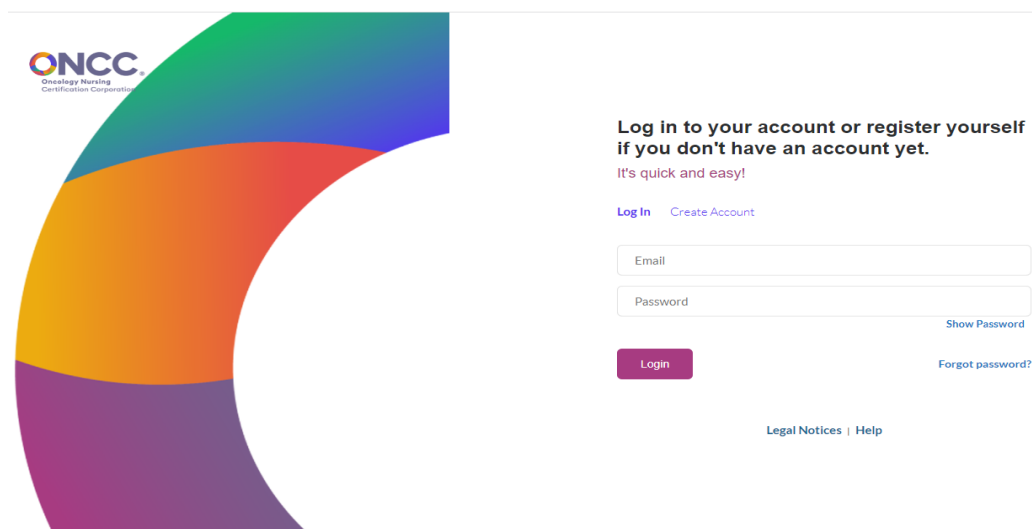 ONCC.
Oncology Nursing
Certification Corporation
Log in to your account or register yourself
if you don't have an account yet.
It's quick and easy!
Log In Create Account
Email
Password
Show Password
Login Forgot password?
Legal Notices | Help